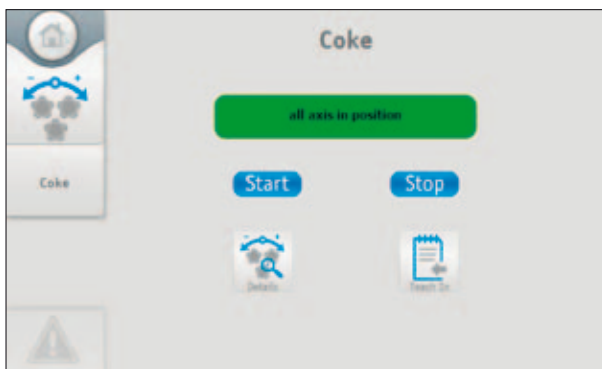 Coke
all axis in position
Start
Stop
Coke
Details
Teach In